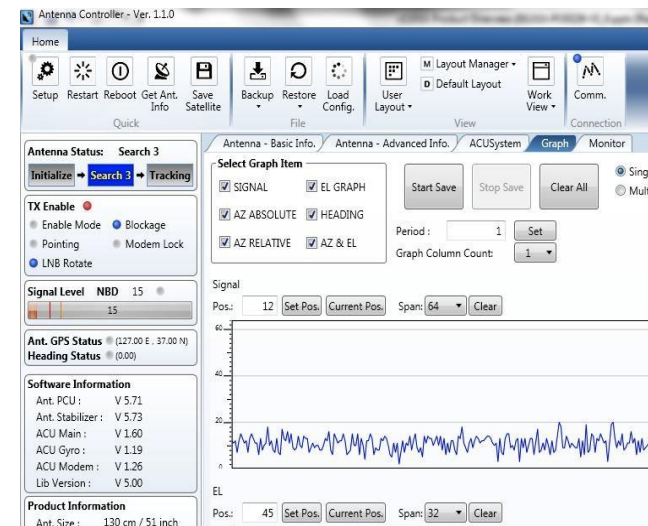 Antenna Controller - Ver. 1.1.0
Home
Setup Restart Reboot Get Ant. Info Save Satellite
Quick
Backup Restore Load Config.
File
User Layout
M Layout Manager
D Default Layout
Work View
View
Comm.
Connection
Antenna Status: Search 3
Initialize Search 3 Tracking
TX Enable
Enable Mode Blockage
Pointing Modem Lock
LNB Rotate
Signal Level NBD 15
15
Ant. GPS Status (127.00 E , 37.00 N)
Heading Status (0.00)
Software Information
Ant. PCU : V 5.71
Ant. Stabilizer : V 5.73
ACU Main : V 1.60
ACU Gyro : V 1.19
ACU Modem : V 1.26
Lib Version : V 5.00
Product Information
Ant. Size : 130 cm / 51 inch
Antenna - Basic Info. Antenna - Advanced Info. ACUSystem Graph Monitor
Select Graph Item
SIGNAL EL GRAPH
AZ ABSOLUTE HEADING
AZ RELATIVE AZ & EL
Start Save Stop Save Clear All
Sing
Mult
Period : 1 Set
Graph Column Count: 1
Signal
Pos.: 12 Set Pos. Current Pos. Span: 64 Clear
60
40
20
0
EL
Pos.: 45 Set Pos. Current Pos. Span: 32 Clear